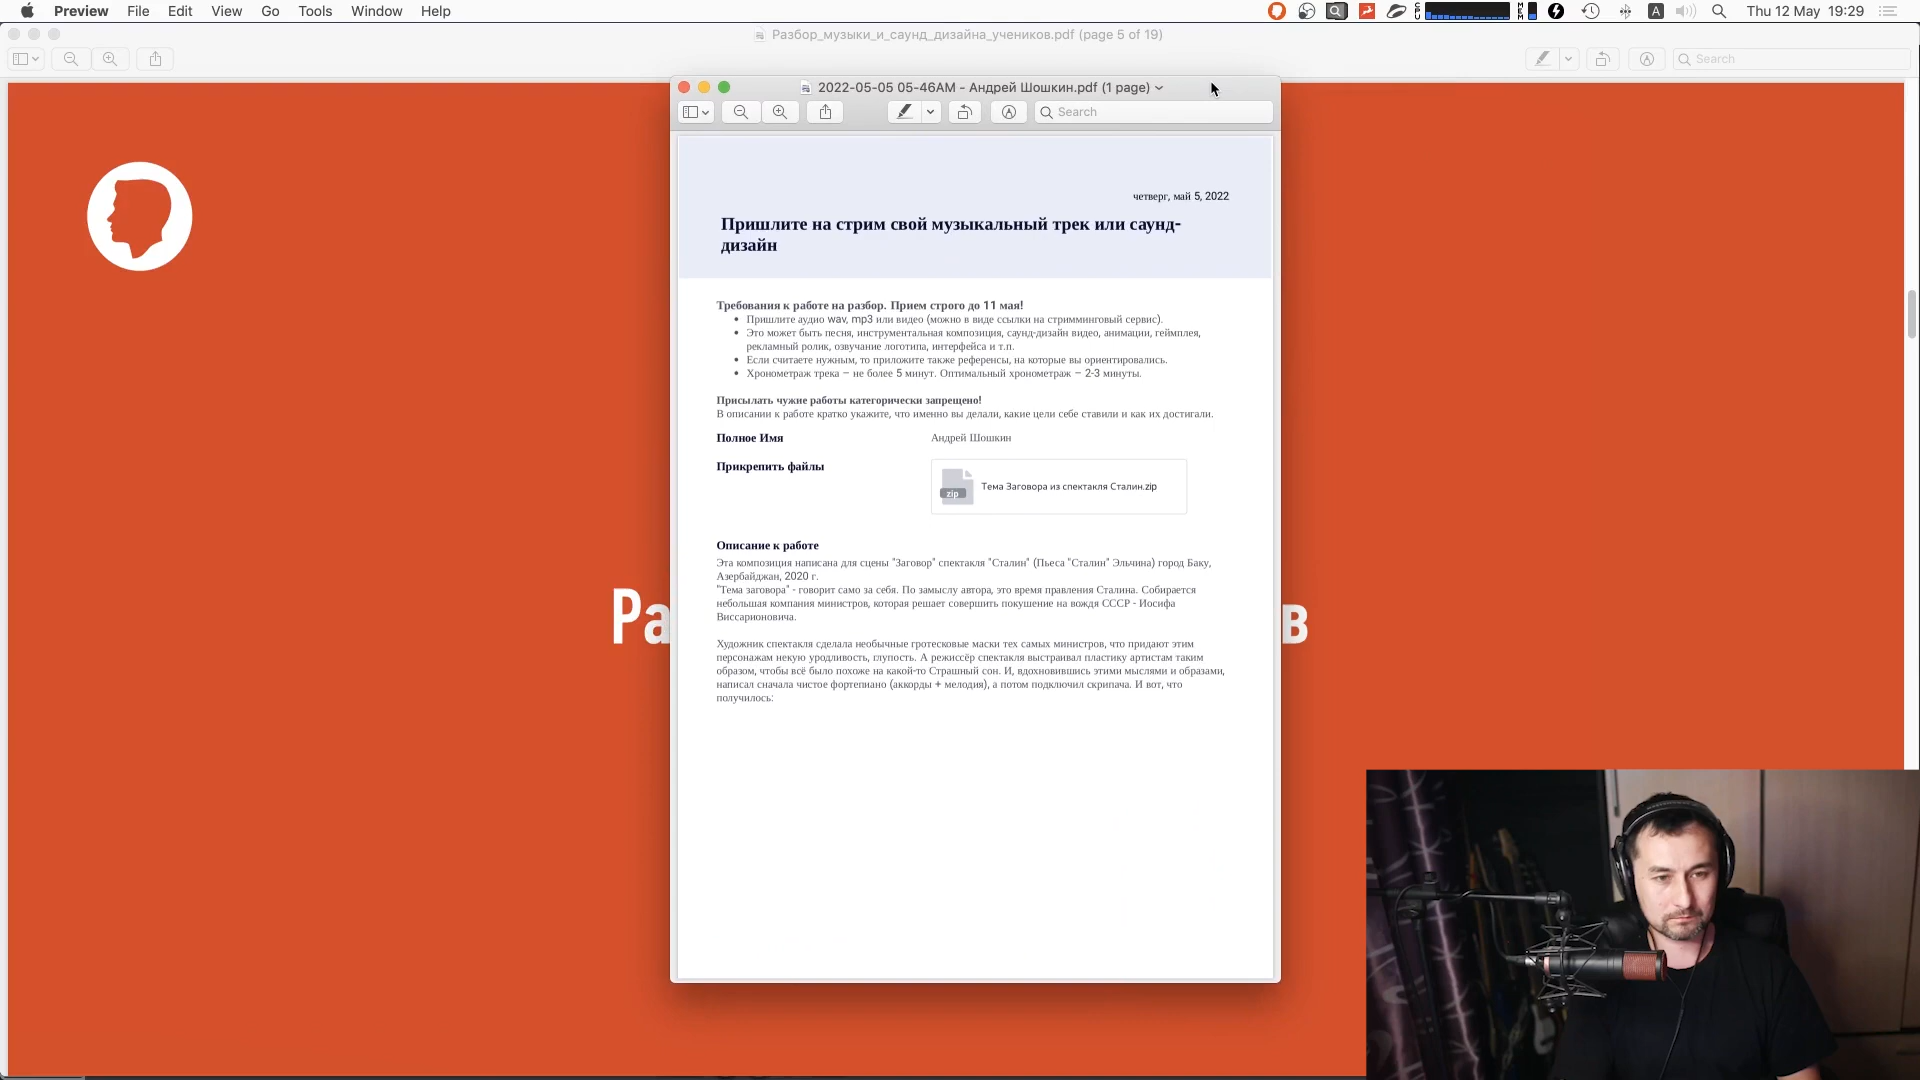 Preview File Edit View Go Tools Window Help
A
Thu 12 May 19:29
Разбор_музыки_и_саунд_дизайна_учеников.pdf (page 5 of 19)
Search
2022-05-05 05-46AM - Андрей Шошкин.pdf (1 page)
Search
четверг, май 5, 2022
Пришлите на стрим свой музыкальный трек или саунд-
дизайн
Требования к работе на разбор. Прием строго до 11 мая!
• Пришлите аудио wav, mp3 или видео (можно в виде ссылки на стримминговый сервис).
• Это может быть песня, инструментальная композиция, саунд-дизайн видео, анимации, геймплея,
рекламный ролик, озвучание логотипа, интерфейса и т.п.
• Если считаете нужным, то приложите также референсы, на которые вы ориентировались.
• Хронометраж трека – не более 5 минут. Оптимальный хронометраж – 2-3 минуты.
Присылать чужие работы категорически запрещено!
В описании к работе кратко укажите, что именно вы делали, какие цели себе ставили и как их достигали.
Полное Имя Андрей Шошкин
Прикрепить файлы
zip Тема Заговора из спектакля Сталин.zip
Описание к работе
Эта композиция написана для сцены "Заговор" спектакля "Сталин" (Пьеса "Сталин" Эльчина) город Баку,
Азербайджан, 2020 г.
"Тема заговора" - говорит само за себя. По замыслу автора, это время правления Сталина. Собирается
небольшая компания министров, которая решает совершить покушение на вождя СССР - Иосифа
Виссарионовича.
Художник спектакля сделала необычные гротесковые маски тех самых министров, что придают этим
персонажам некую уродливость, глупость. А режиссёр спектакля выстраивал пластику артистам таким
образом, чтобы всё было похоже на какой-то Страшный сон. И, вдохновившись этими мыслями и образами,
написал сначала чистое фортепиано (аккорды + мелодия), а потом подключил скрипача. И вот, что
получилось:
Ра в